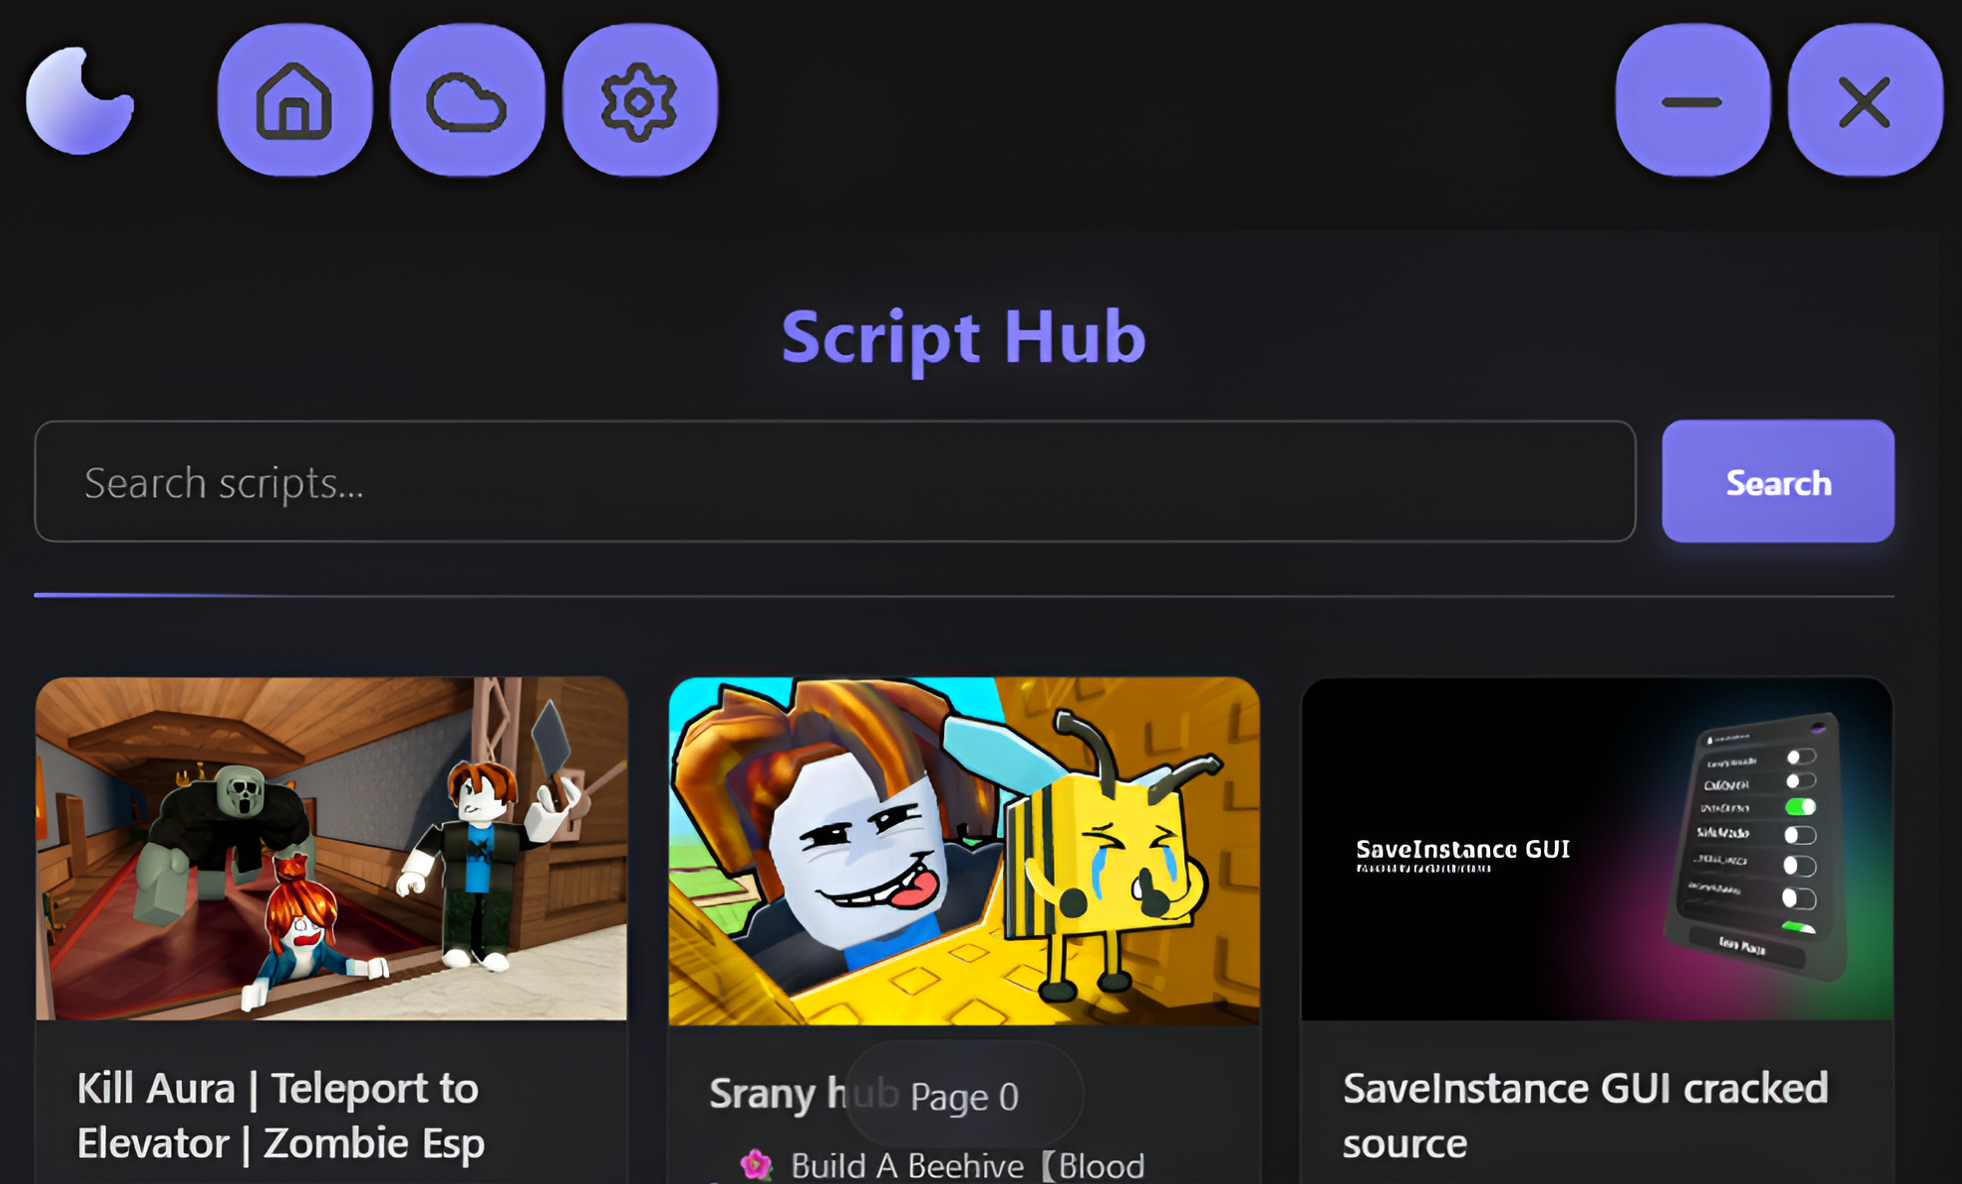 Script Hub
Search scripts...
Search
SaveInstance GUI
Kill Aura | Teleport to
Elevator | Zombie Esp
Srany hub
Page 0
🌺 Build A Beehive【Blood
SaveInstance GUI cracked
source